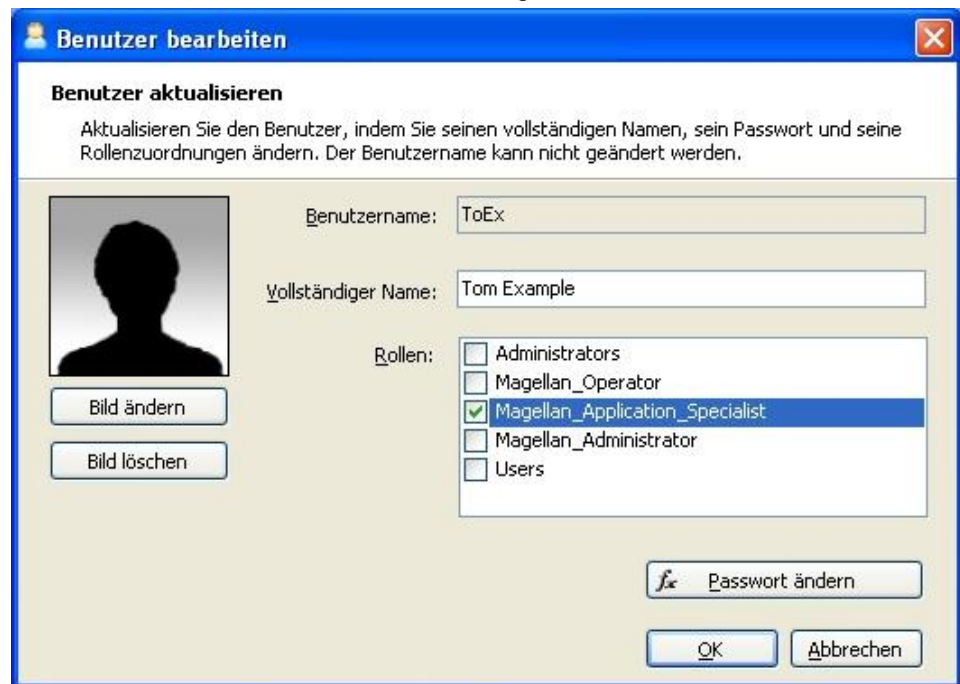 Benutzer bearbeiten
Benutzer aktualisieren
Aktualisieren Sie den Benutzer, indem Sie seinen vollständigen Namen, sein Passwort und seine
Rollenzuordnungen ändern. Der Benutzername kann nicht geändert werden.
Benutzername: ToEx
Vollständiger Name: Tom Example
Rollen: Administrators
Magellan_Operator
Magellan_Application_Specialist
Magellan_Administrator
Users
Bild ändern
Bild löschen
fx Passwort ändern
OK Abbrechen